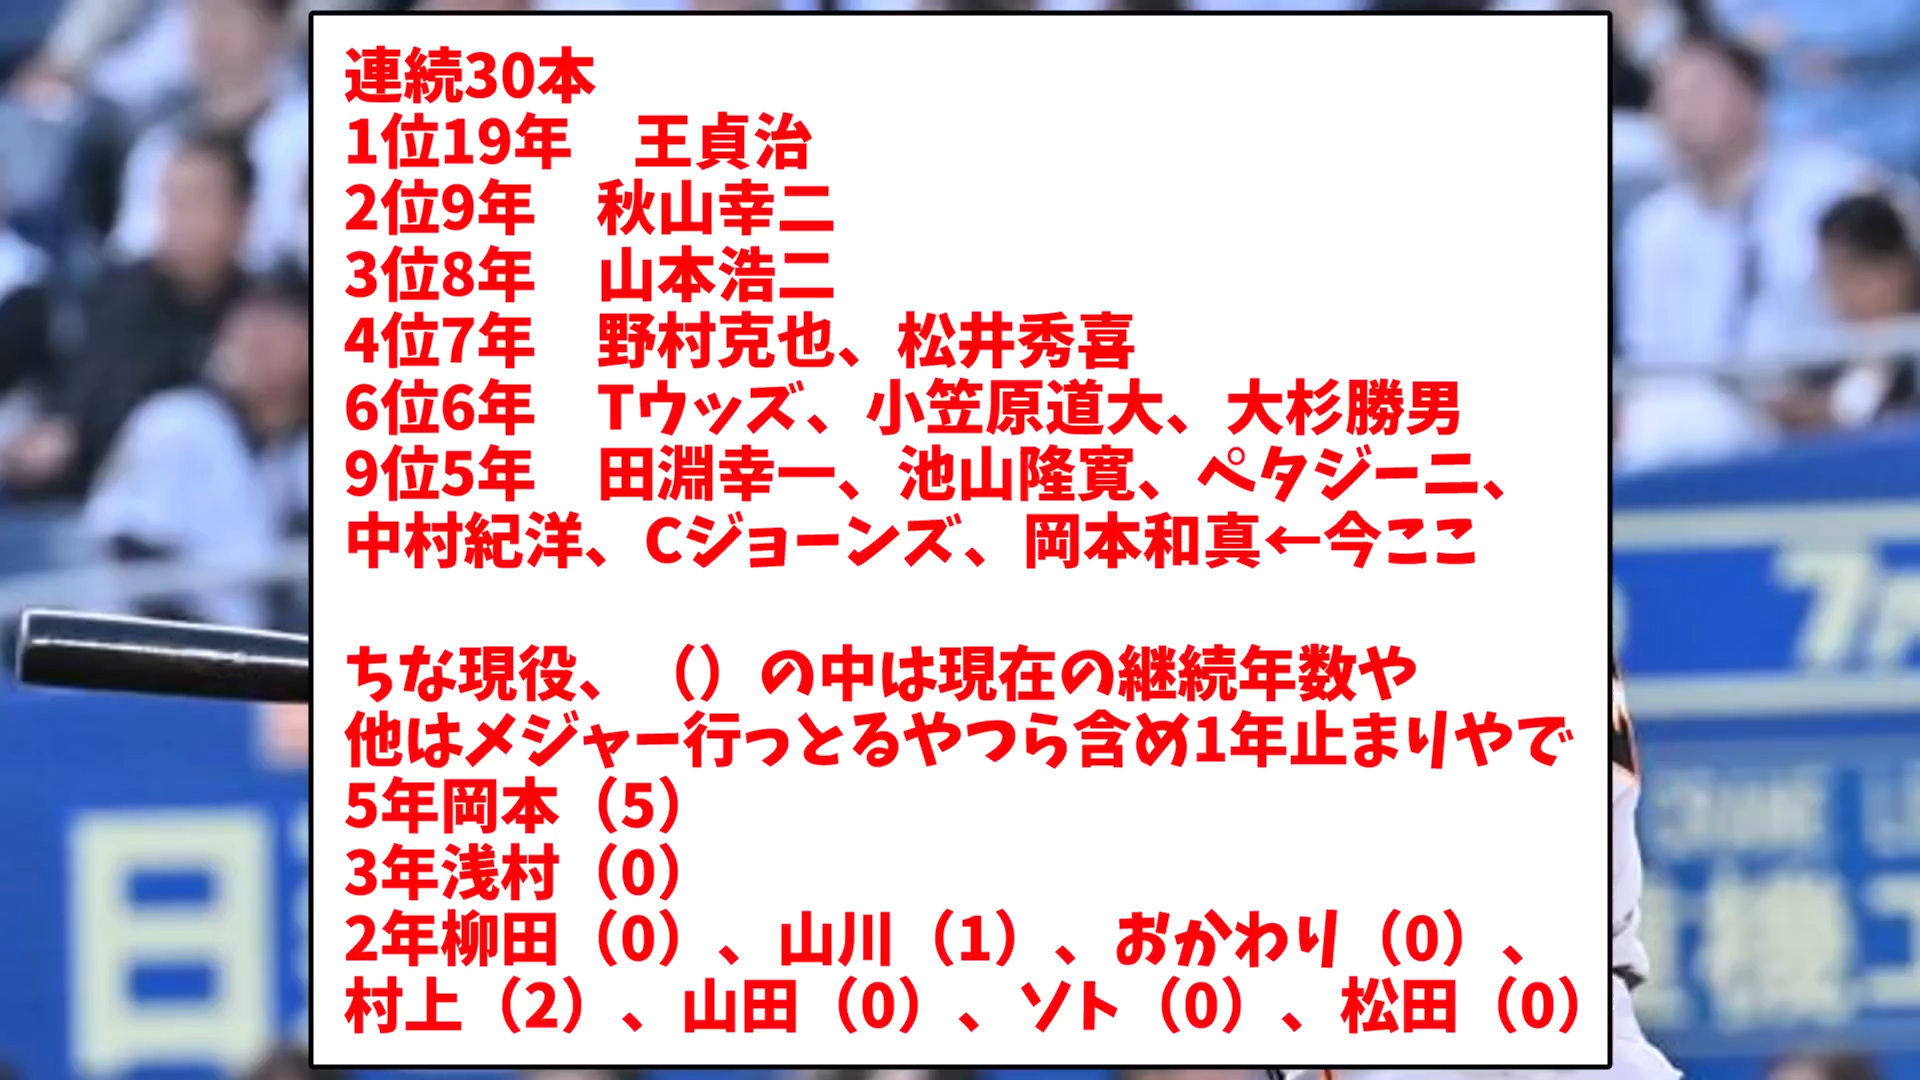 連続30本
1位19年　王貞治
2位9年　秋山幸二
3位8年　山本浩二
4位7年　野村克也、松井秀喜
6位6年　Tウッズ、小笠原道大、大杉勝男
9位5年　田淵幸一、池山隆寛、ペタジーニ、
中村紀洋、Cジョーンズ、岡本和真←今ここ
ちな現役、（）の中は現在の継続年数や
他はメジャー行っとるやつら含め1年止まりやで
5年岡本（5）
3年浅村（0）
2年柳田（0）、山川（1）、おかわり（0）、
村上（2）、山田（0）、ソト（0）、松田（0）
日